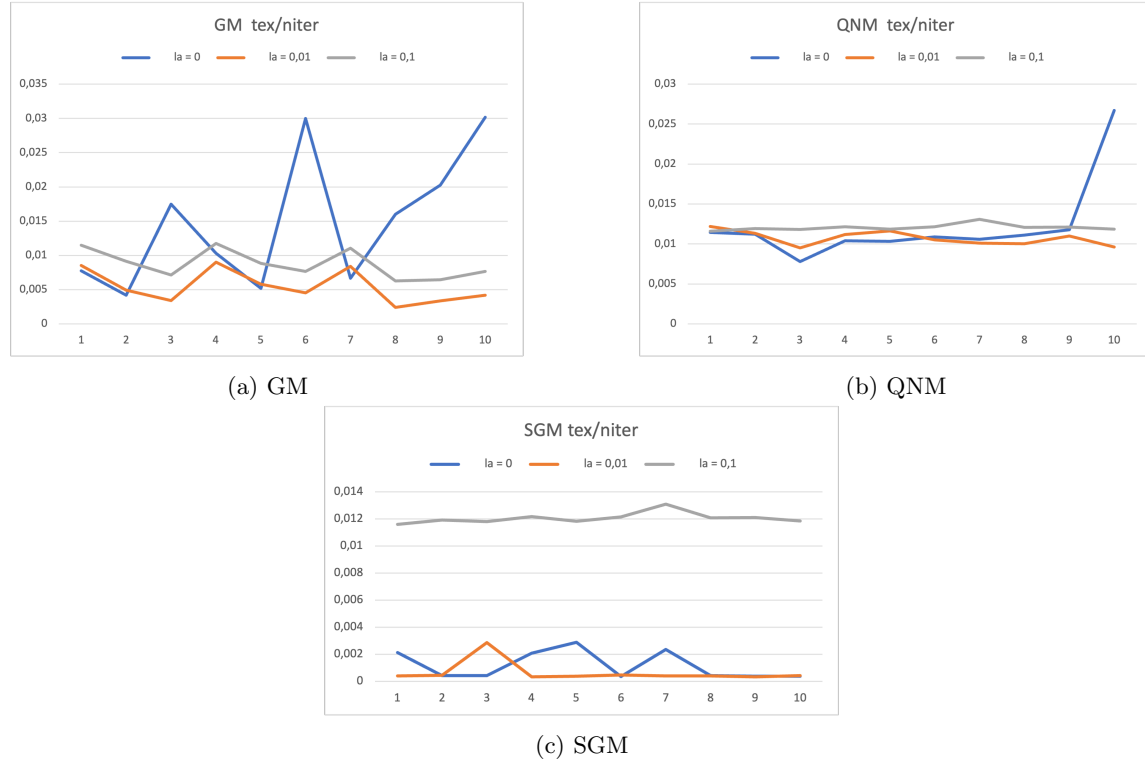 GM tex/niter
la = 0 la = 0,01 la = 0,1
0,035
0,03
0,025
0,02
0,015
0,01
0,005
0
1 2 3 4 5 6 7 8 9 10
(a) GM
QNM tex/niter
la = 0 la = 0,01 la = 0,1
0,03
0,025
0,02
0,015
0,01
0,005
0
1 2 3 4 5 6 7 8 9 10
(b) QNM
SGM tex/niter
la = 0 la = 0,01 la = 0,1
0,014
0,012
0,01
0,008
0,006
0,004
0,002
0
1 2 3 4 5 6 7 8 9 10
(c) SGM